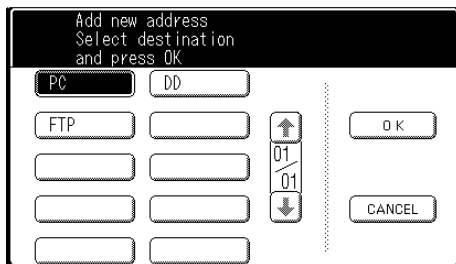 Add new address
Select destination
and press OK
PC DD
FTP
OK
01
01
CANCEL